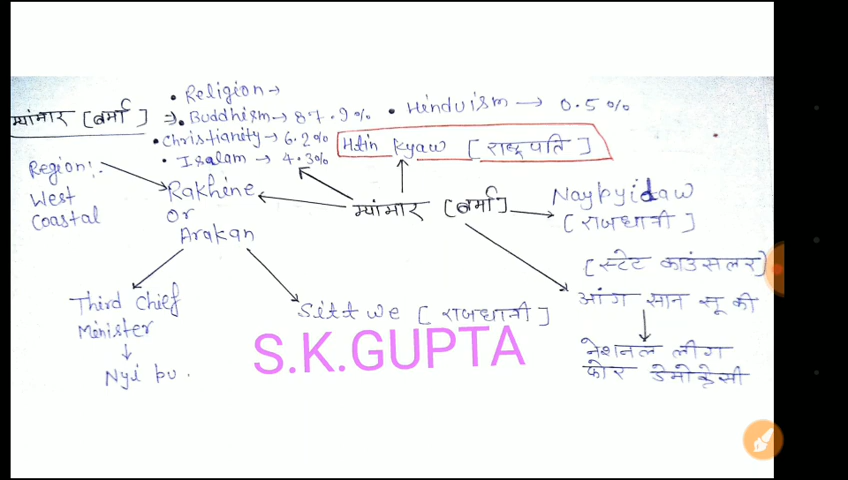 • Religion →
म्यांमार [बर्मा] ⇒ • Buddhism → 87.9% • Hinduism → 0.5%
• Christianity → 6.2% Htin Kyaw [राष्ट्रपति]
• Isalam → 4.3%
Region:-
West
Coastal
Rakhine
Or
Arakan
म्यांमार [बर्मा]
Naypyidaw
[राजधानी]
[स्टेट काउंसलर]
आंग सान सू की
नेशनल लीग
फोर डेमोक्रेसी
Third Chief
Minister
Nyi pu.
Sittwe [राजधानी]
S.K.GUPTA